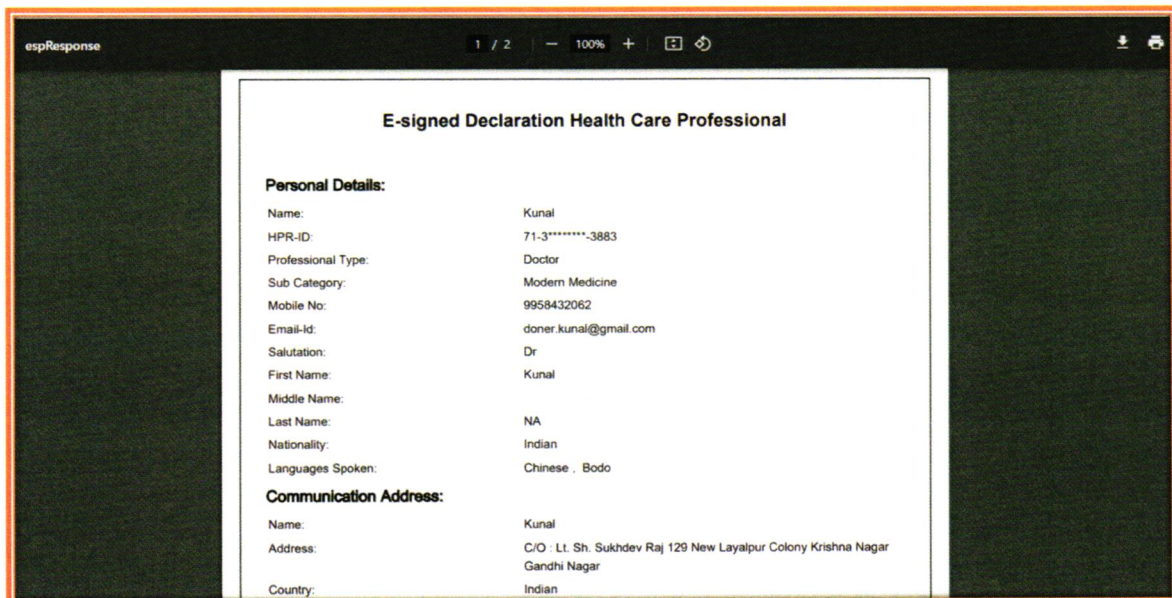 espResponse
1 / 2 — 100% +
E-signed Declaration Health Care Professional
Personal Details:
Name: Kunal
HPR-ID: 71-3********-3883
Professional Type: Doctor
Sub Category: Modern Medicine
Mobile No: 9958432062
Email-Id: doner.kunal@gmail.com
Salutation: Dr
First Name: Kunal
Middle Name:
Last Name: NA
Nationality: Indian
Languages Spoken: Chinese , Bodo
Communication Address:
Name: Kunal
Address: C/O : Lt. Sh. Sukhdev Raj 129 New Layalpur Colony Krishna Nagar
Gandhi Nagar
Country: Indian